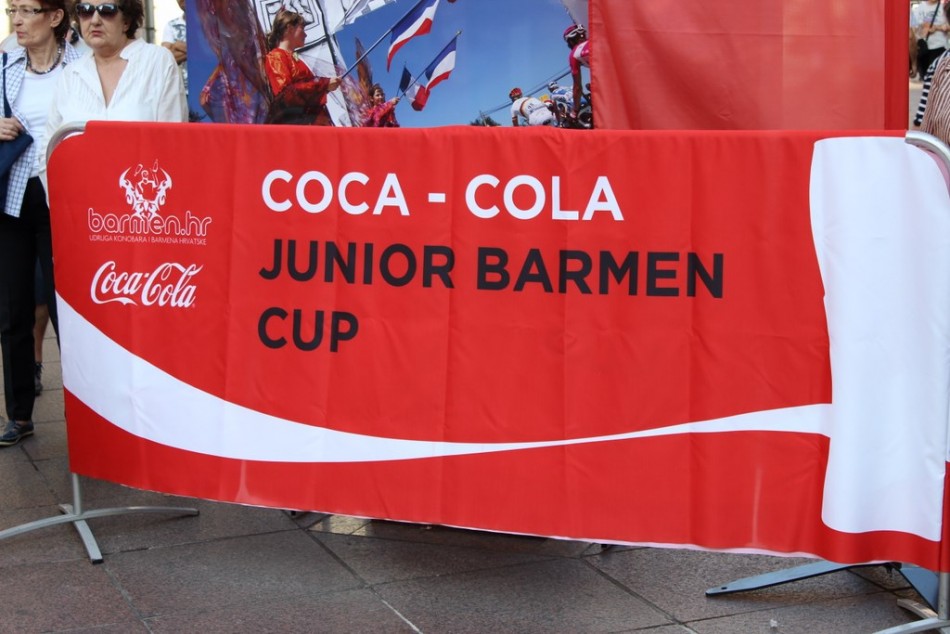 COCA - COLA
JUNIOR BARMEN
CUP
barmen.hr
UDRUGA KONOBARA I BARMENA HRVATSKE
Coca-Cola